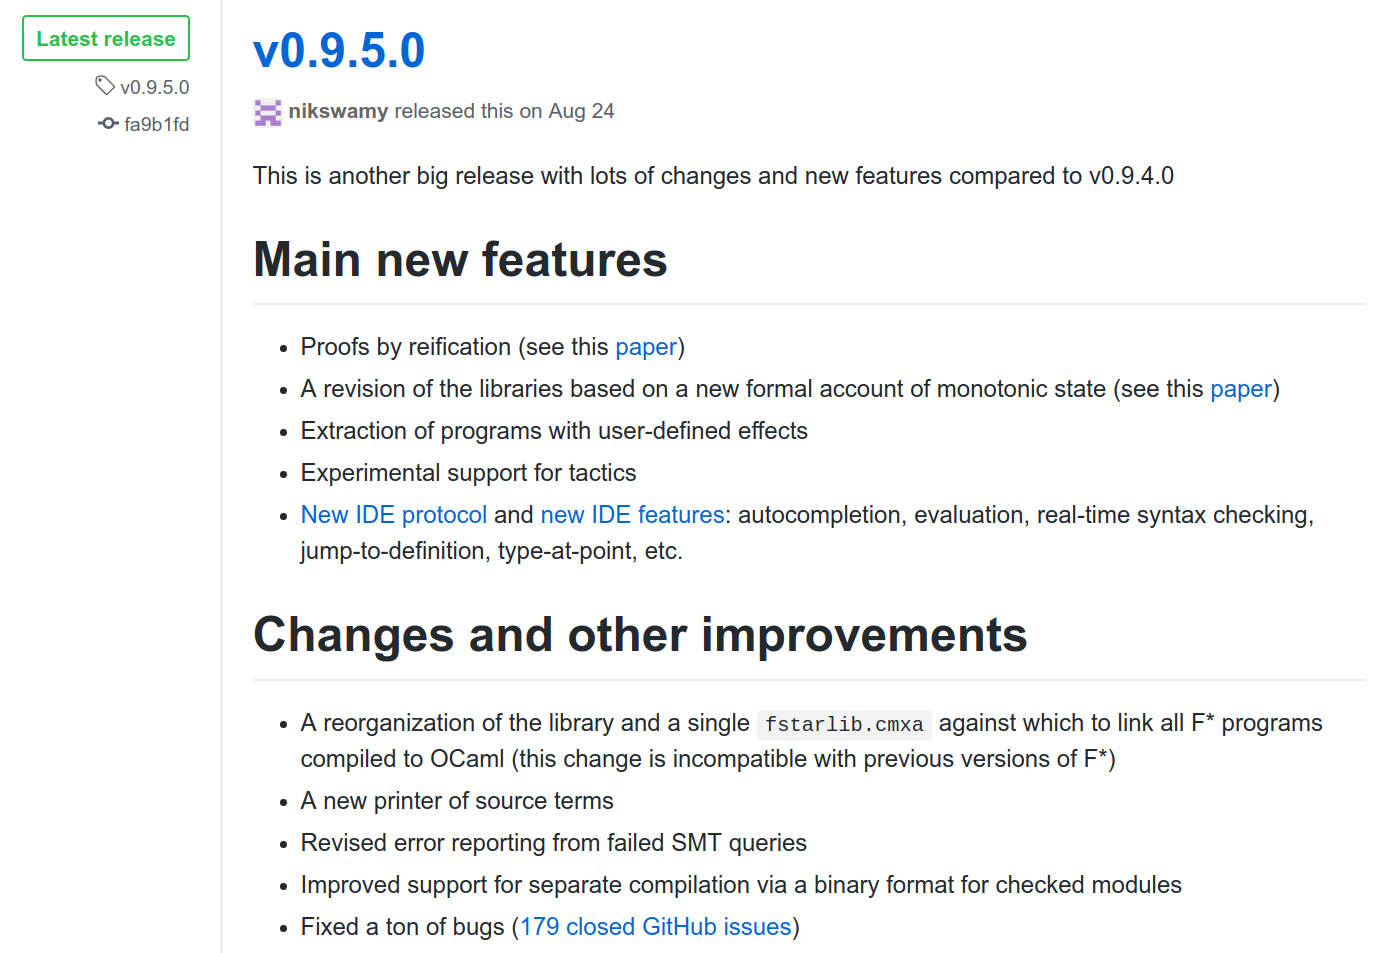 Latest release
v0.9.5.0
fa9b1fd
v0.9.5.0
nikswamy released this on Aug 24
This is another big release with lots of changes and new features compared to v0.9.4.0
Main new features
• Proofs by reification (see this paper)
• A revision of the libraries based on a new formal account of monotonic state (see this paper)
• Extraction of programs with user-defined effects
• Experimental support for tactics
• New IDE protocol and new IDE features: autocompletion, evaluation, real-time syntax checking,
jump-to-definition, type-at-point, etc.
Changes and other improvements
• A reorganization of the library and a single fstarlib.cmxa against which to link all F* programs
compiled to OCaml (this change is incompatible with previous versions of F*)
• A new printer of source terms
• Revised error reporting from failed SMT queries
• Improved support for separate compilation via a binary format for checked modules
• Fixed a ton of bugs (179 closed GitHub issues)